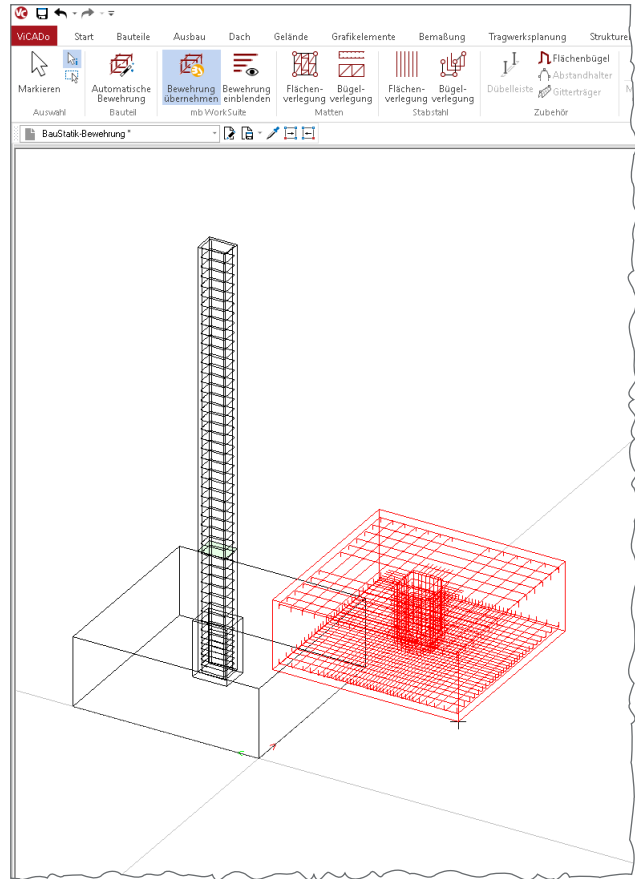 ViCADo Start Bauteile Ausbau Dach Gelände Grafikelemente Bemaßung Tragwerksplanung Strukture
Markieren
Auswahl
Automatische
Bewehrung
Bauteil
Bewehrung
übernehmen
Bewehrung
einblenden
mb WorkSuite
Flächen-
verlegung
Bügel-
verlegung
Matten
Flächen-
verlegung
Bügel-
verlegung
Stabstahl
Dübelleiste
Flächenbügel
Abstandhalter
Gitterträger
Zubehör
M
BauStatik-Bewehrung *